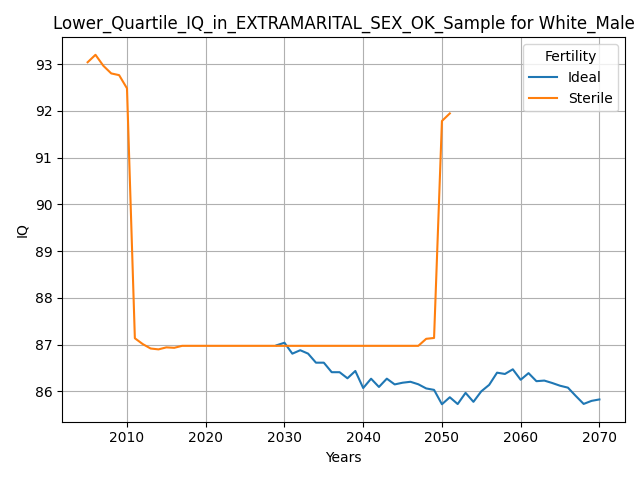 Lower_Quartile_IQ_in_EXTRAMARITAL_SEX_OK_Sample for White_Male
Fertility
Ideal
Sterile
93
92
91
90
89
88
87
86
IQ
2010 2020 2030 2040 2050 2060 2070
Years